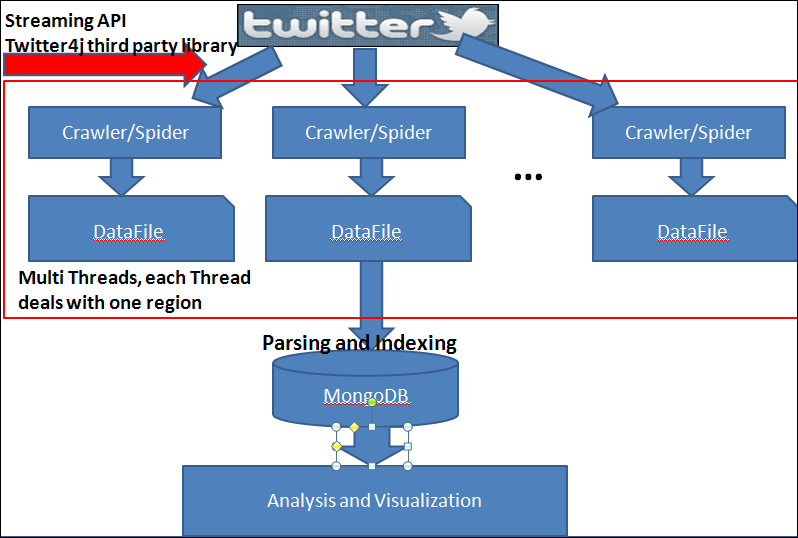 Streaming API
Twitter4j third party library
twitter
Crawler/Spider
Crawler/Spider
Crawler/Spider
...
DataFile
DataFile
DataFile
Multi Threads, each Thread
deals with one region
Parsing and Indexing
MongoDB
Analysis and Visualization